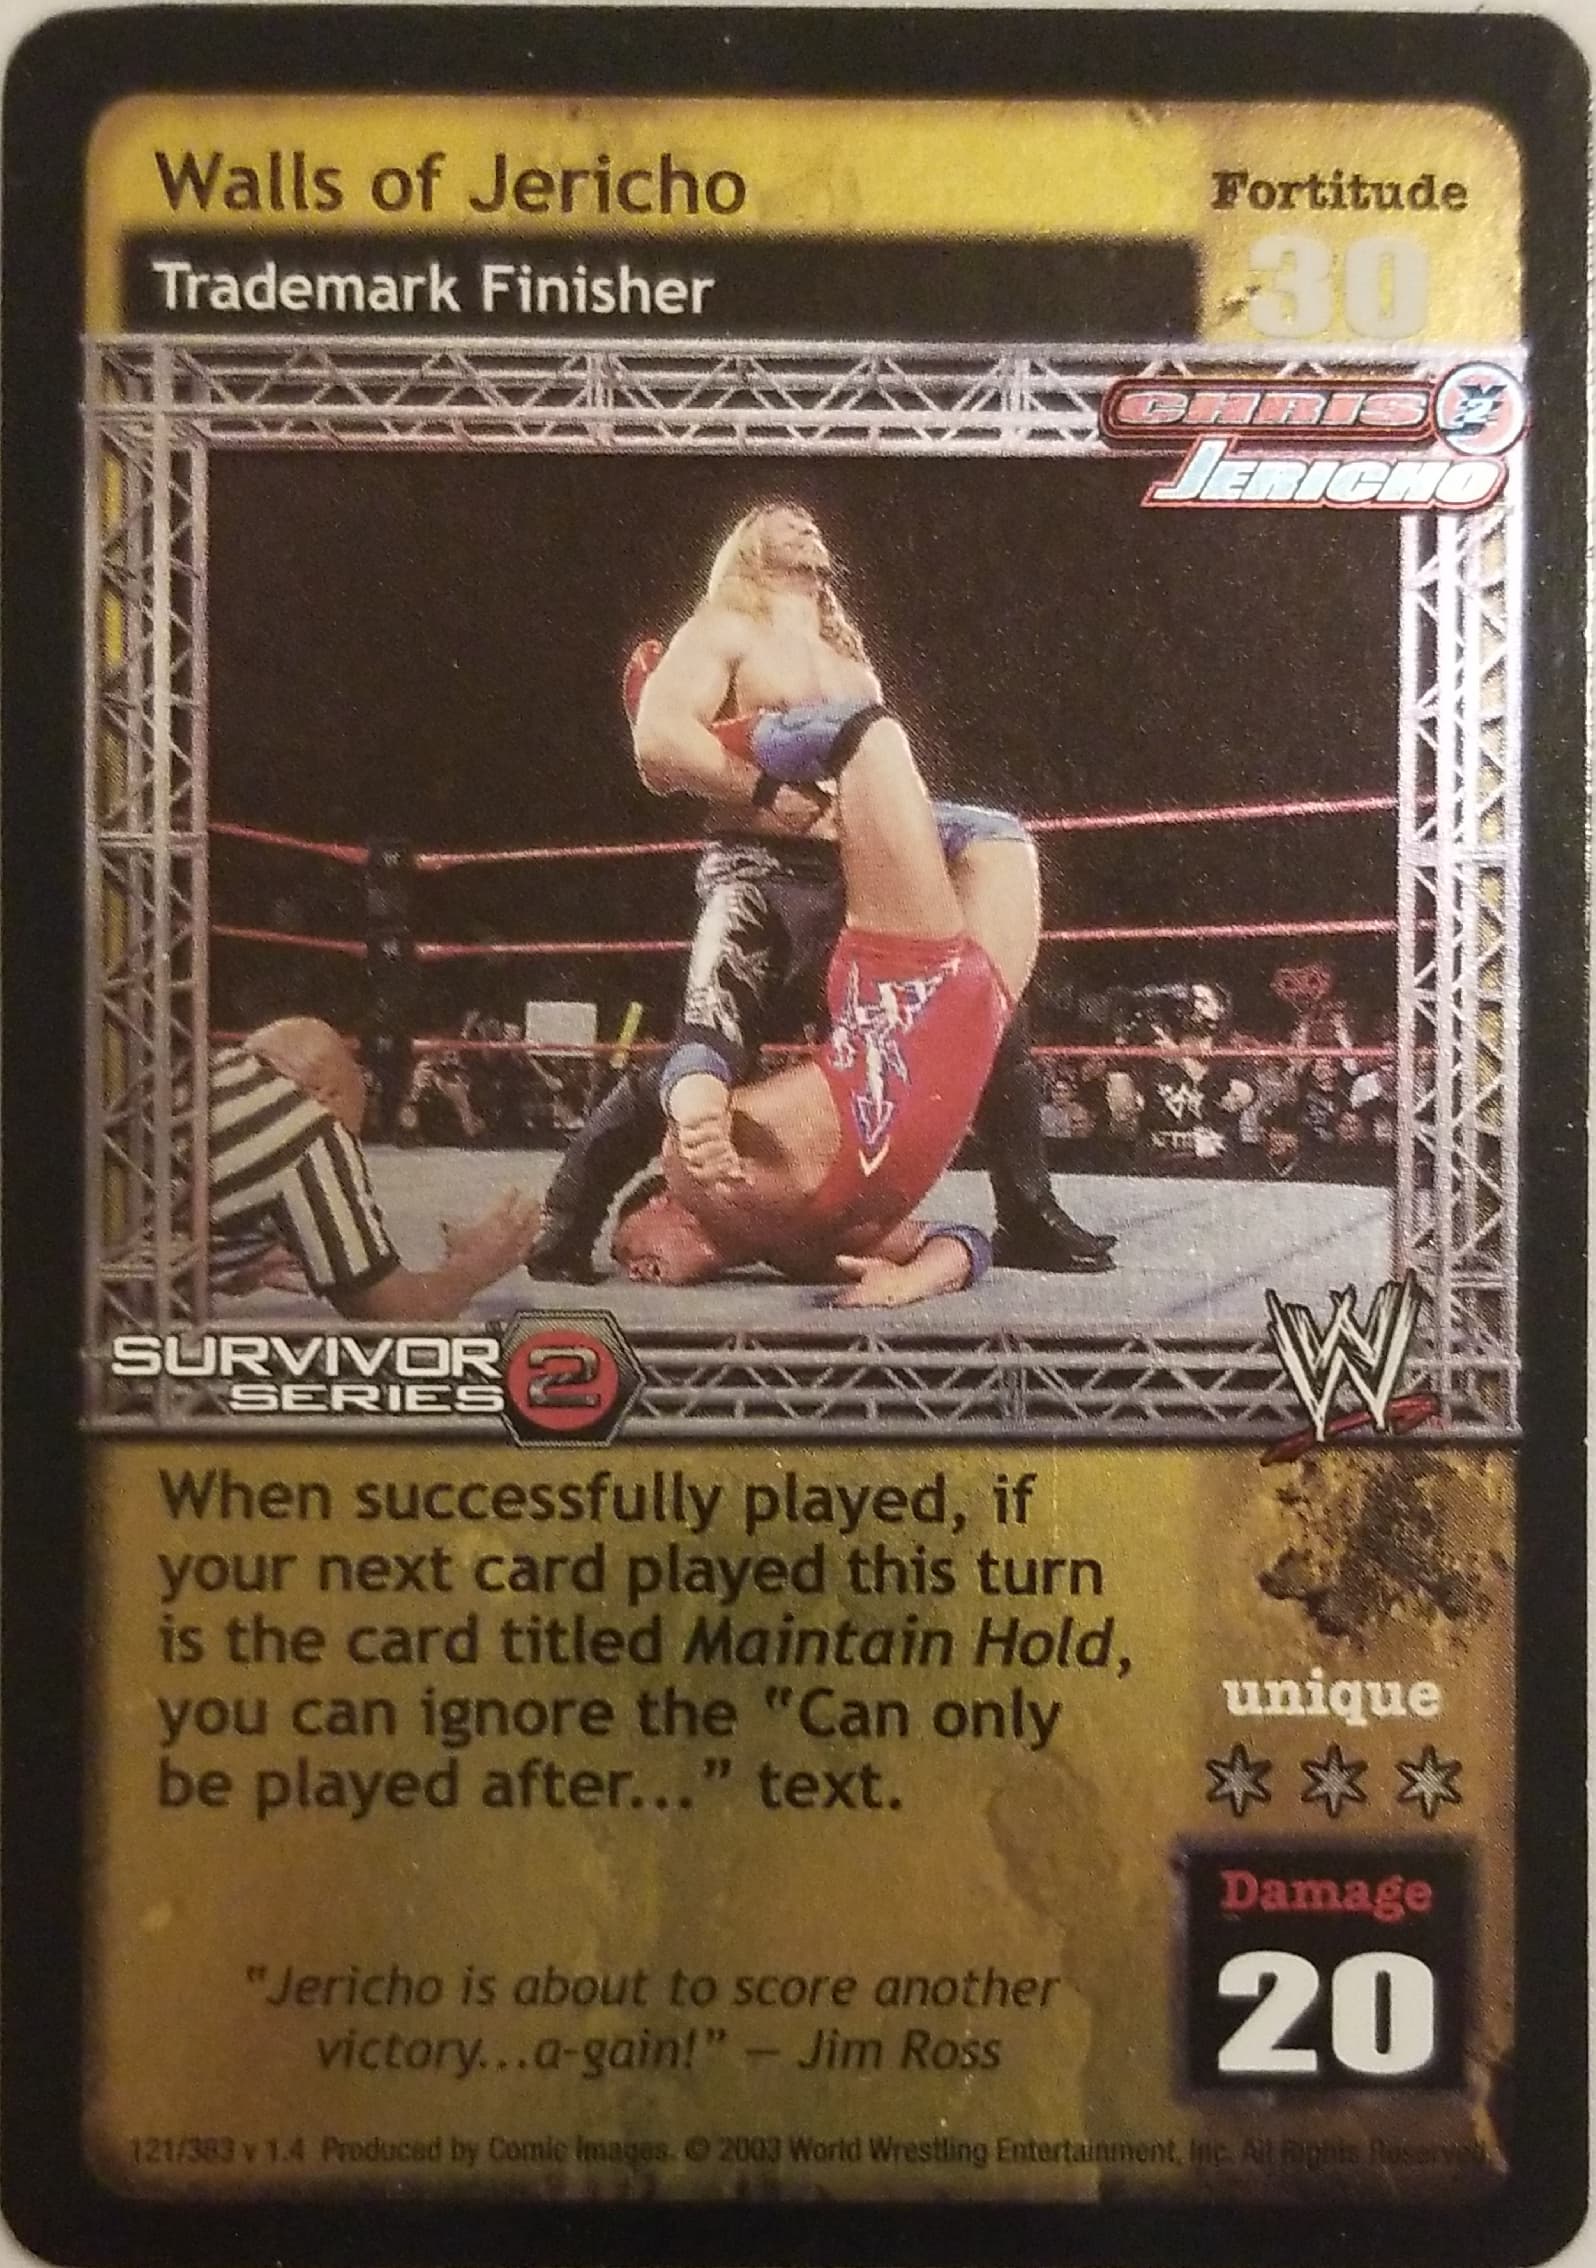 Walls of Jericho
Fortitude
Trademark Finisher
30
CHRIS
Y2J
JERICHO
SURVIVOR
SERIES
2
W
When successfully played, if
your next card played this turn
is the card titled Maintain Hold,
you can ignore the "Can only
be played after..." text.
unique
Damage
20
"Jericho is about to score another
victory...a-gain!" — Jim Ross
121/383 v 1.4 Produced by Comic Images. © 2003 World Wrestling Entertainment, Inc. All Rights Reserved.